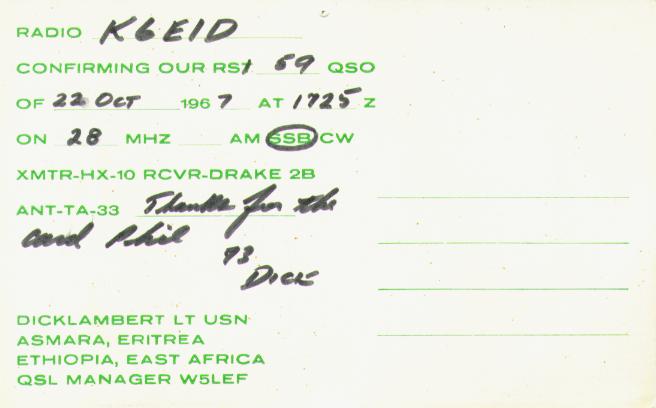 RADIO K6EID
CONFIRMING OUR RST 59 QSO
OF 22 OCT 1967 AT 1725 Z
ON 28 MHZ AM SSB CW
XMTR-HX-10 RCVR-DRAKE 2B
ANT-TA-33 Thanks for the
card Phil
73
DICK
DICKLAMBERT LT USN
ASMARA, ERITREA
ETHIOPIA, EAST AFRICA
QSL MANAGER W5LEF